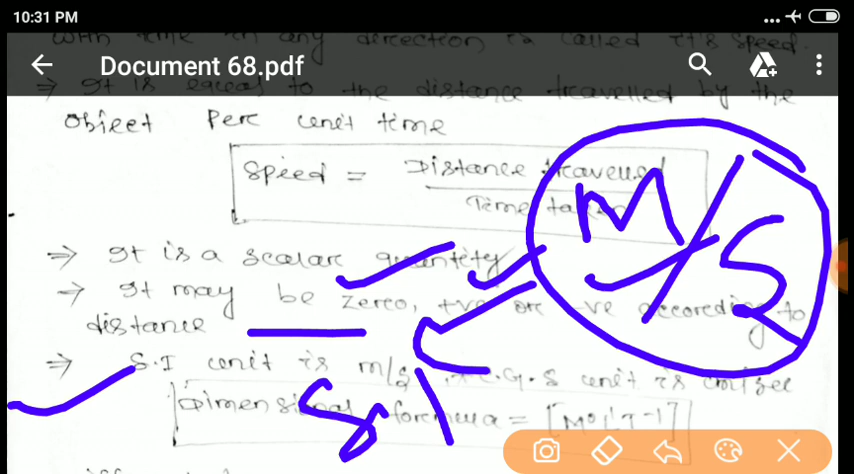 10:31 PM
with time in any direction is called it's speed.
Document 68.pdf
⇒ It is equal to the distance travelled by the
Object Per unit time
Speed = Distance travelled
Time taken
M/S
⇒ It is a scalar quantity
→ It may be zero, +ve or -ve according to
distance
⇒ S.I unit is m/s, C.G.S unit is cm/sec
SI
Dimensional formula = [M⁰L¹T⁻¹]